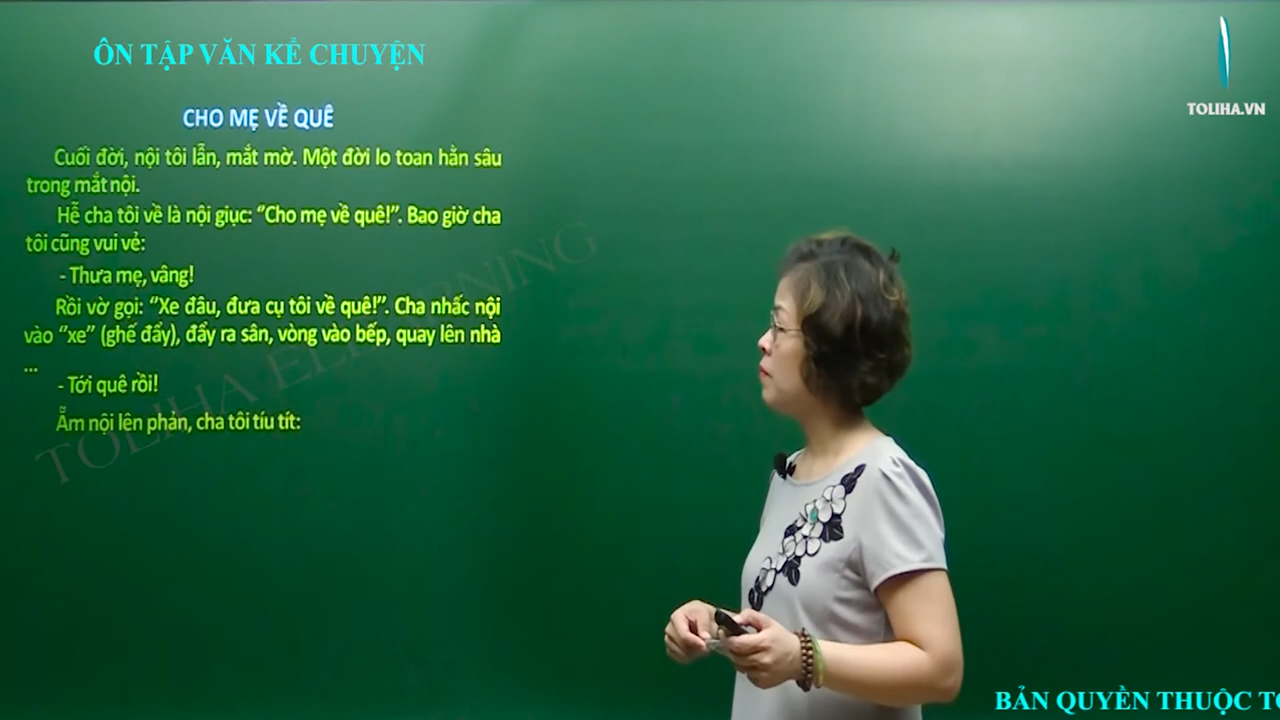 ÔN TẬP VĂN KỂ CHUYỆN
TOLIHA.VN
CHO MẸ VỀ QUÊ
Cuối đời, nội tôi lẫn, mắt mờ. Một đời lo toan hằn sâu
trong mắt nội.
Hễ cha tôi về là nội giục: “Cho mẹ về quê!”. Bao giờ cha
tôi cũng vui vẻ:
- Thưa mẹ, vâng!
Rồi vờ gọi: “Xe đâu, đưa cụ tôi về quê!”. Cha nhấc nội
vào “xe” (ghế đẩy), đẩy ra sân, vòng vào bếp, quay lên nhà
...
- Tới quê rồi!
Ẵm nội lên phản, cha tôi tíu tít:
TOLIHA ELEARNING
BẢN QUYỀN THUỘC TO